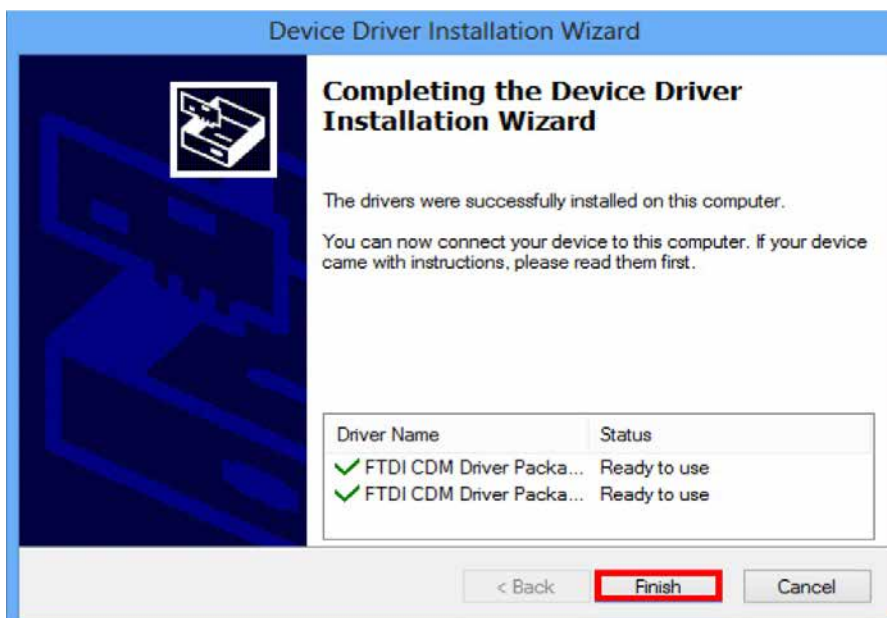 Device Driver Installation Wizard
Completing the Device Driver
Installation Wizard
The drivers were successfully installed on this computer.
You can now connect your device to this computer. If your device
came with instructions, please read them first.
Driver Name Status
FTDI CDM Driver Packa... Ready to use
FTDI CDM Driver Packa... Ready to use
< Back Finish Cancel